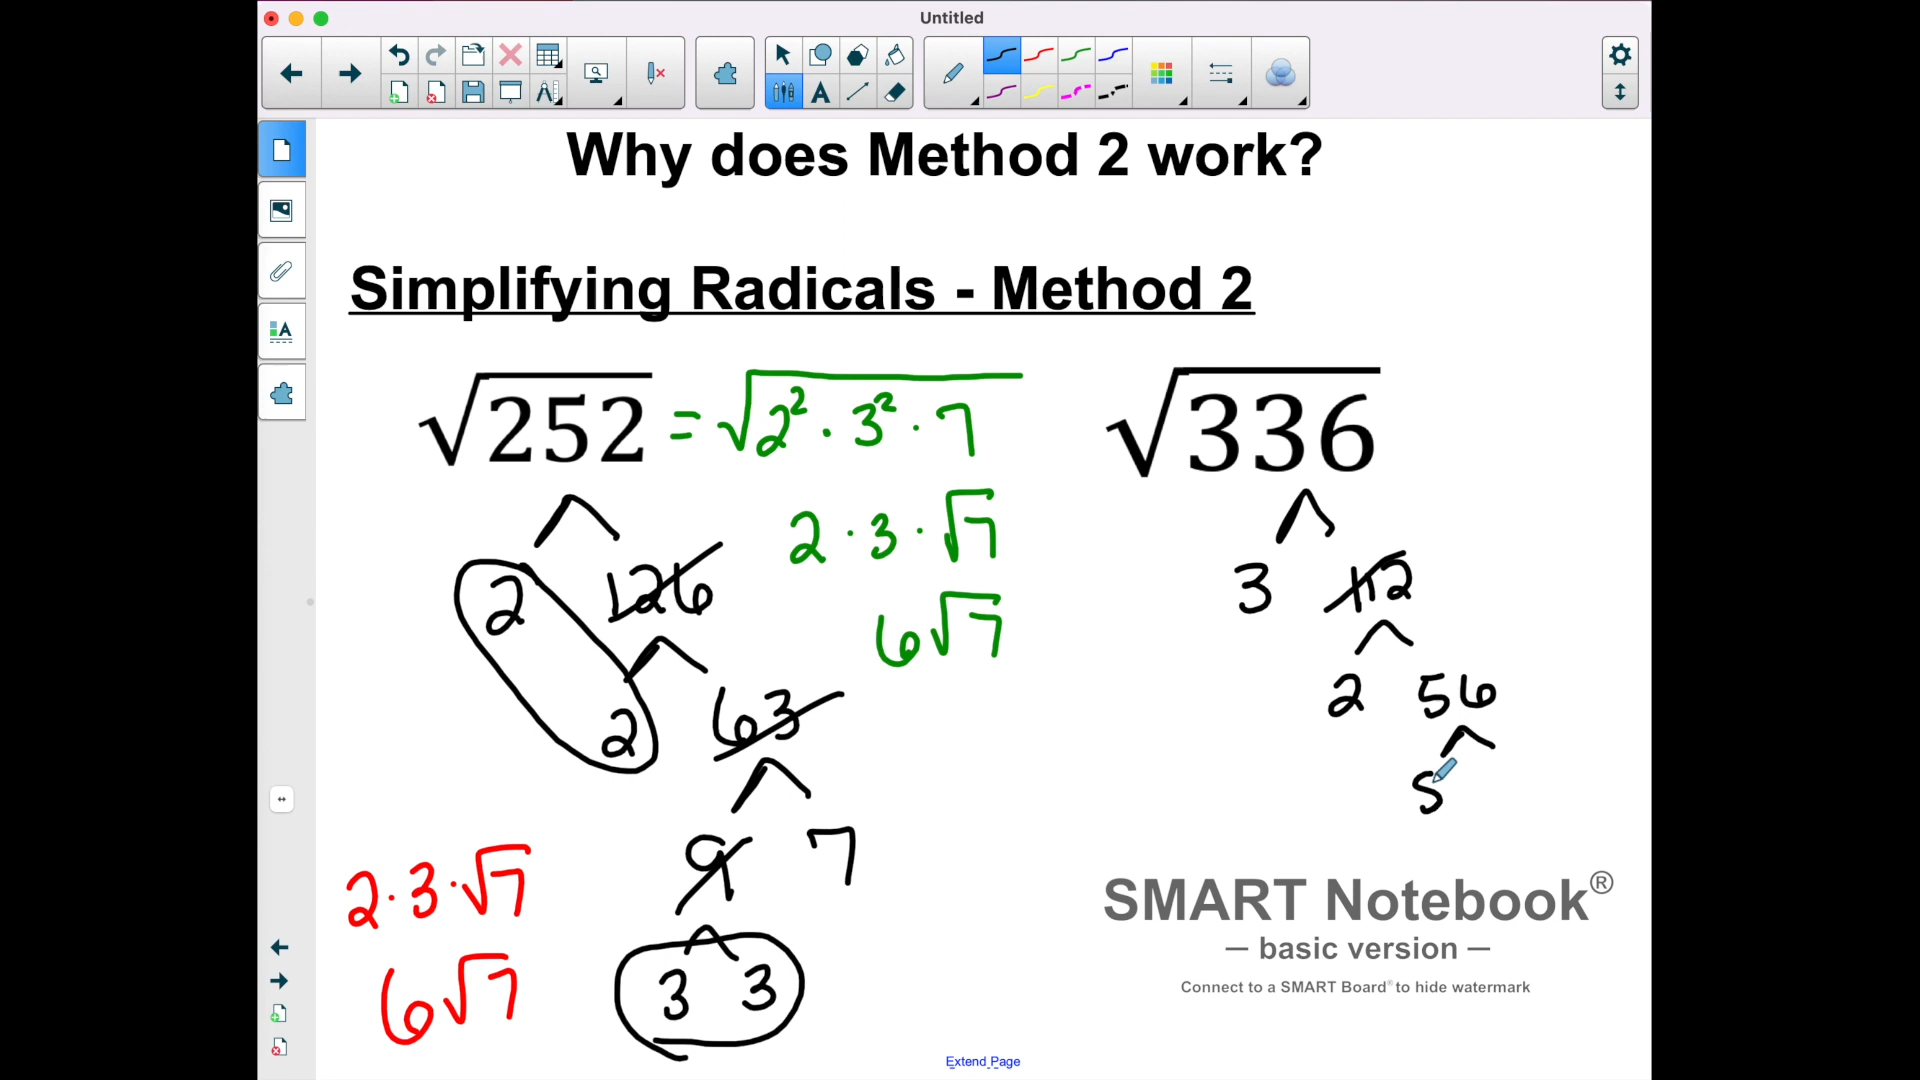 Untitled
Why does Method 2 work?
Simplifying Radicals - Method 2
√252 = √2² · 3² · 7
√336
2 · 3 · √7
2 126
3 112
6√7
2 56
2 63
5
9 7
2 · 3 · √7
3 3
6√7
SMART Notebook®
— basic version —
Connect to a SMART Board® to hide watermark
Extend Page